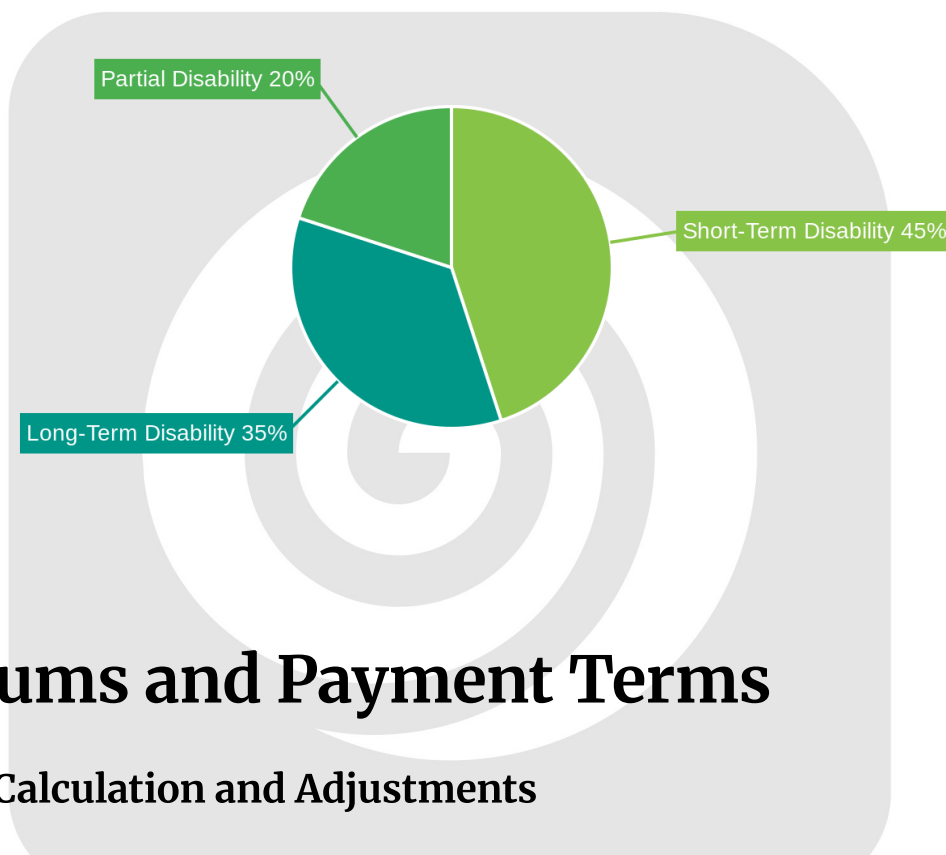 Partial Disability 20%
Short-Term Disability 45%
Long-Term Disability 35%
ums and Payment Terms
Calculation and Adjustments